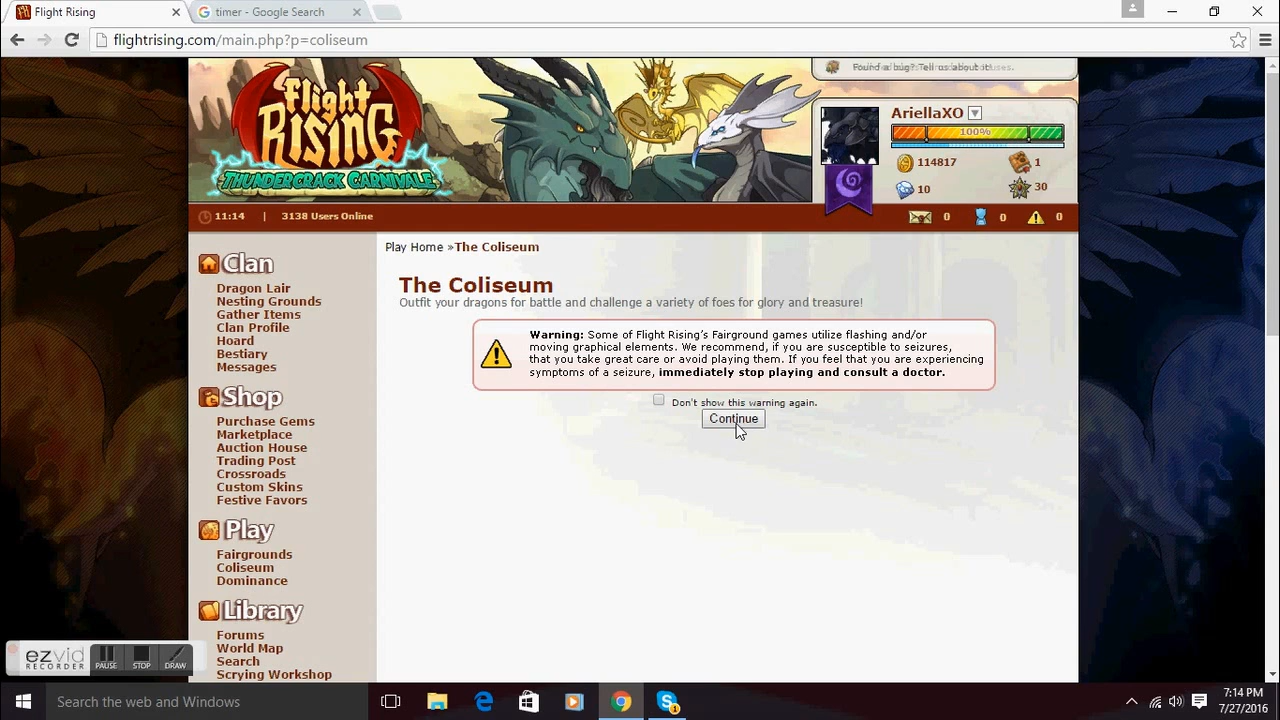 Flight Rising
timer - Google Search
flightrising.com/main.php?p=coliseum
Flight
RISING
THUNDERCRACK CARNIVALE
Found a bug? Tell us about it!
AriellaXO
100%
114817
1
10
30
11:14 | 3138 Users Online
0 0 0
Clan
Dragon Lair
Nesting Grounds
Gather Items
Clan Profile
Hoard
Bestiary
Messages
Shop
Purchase Gems
Marketplace
Auction House
Trading Post
Crossroads
Custom Skins
Festive Favors
Play
Fairgrounds
Coliseum
Dominance
Library
Forums
World Map
Search
Scrying Workshop
Play Home »The Coliseum
The Coliseum
Outfit your dragons for battle and challenge a variety of foes for glory and treasure!
Warning: Some of Flight Rising's Fairground games utilize flashing and/or
moving graphical elements. We recommend, if you are susceptible to seizures,
that you take great care or avoid playing them. If you feel that you are experiencing
symptoms of a seizure, immediately stop playing and consult a doctor.
Don't show this warning again.
Continue
ezvid
RECORDER
PAUSE STOP DRAW
Search the web and Windows
1
7:14 PM
7/27/2016